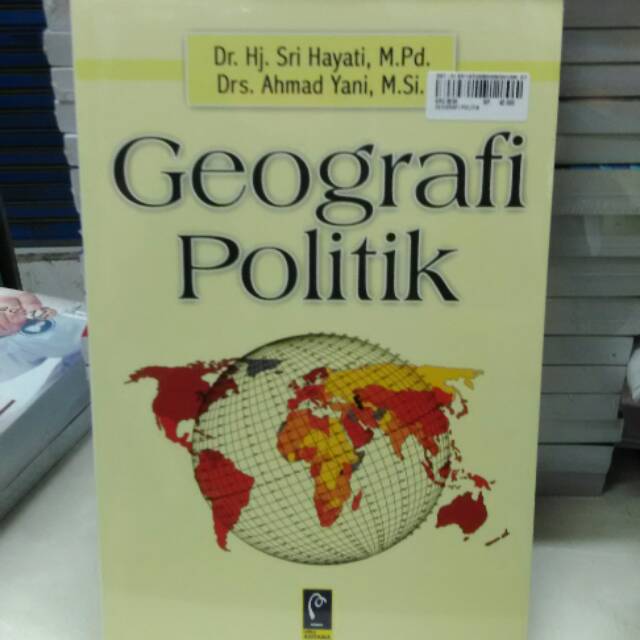 Dr. Hj. Sri Hayati, M.Pd.
Drs. Ahmad Yani, M.Si.
Geografi
Politik